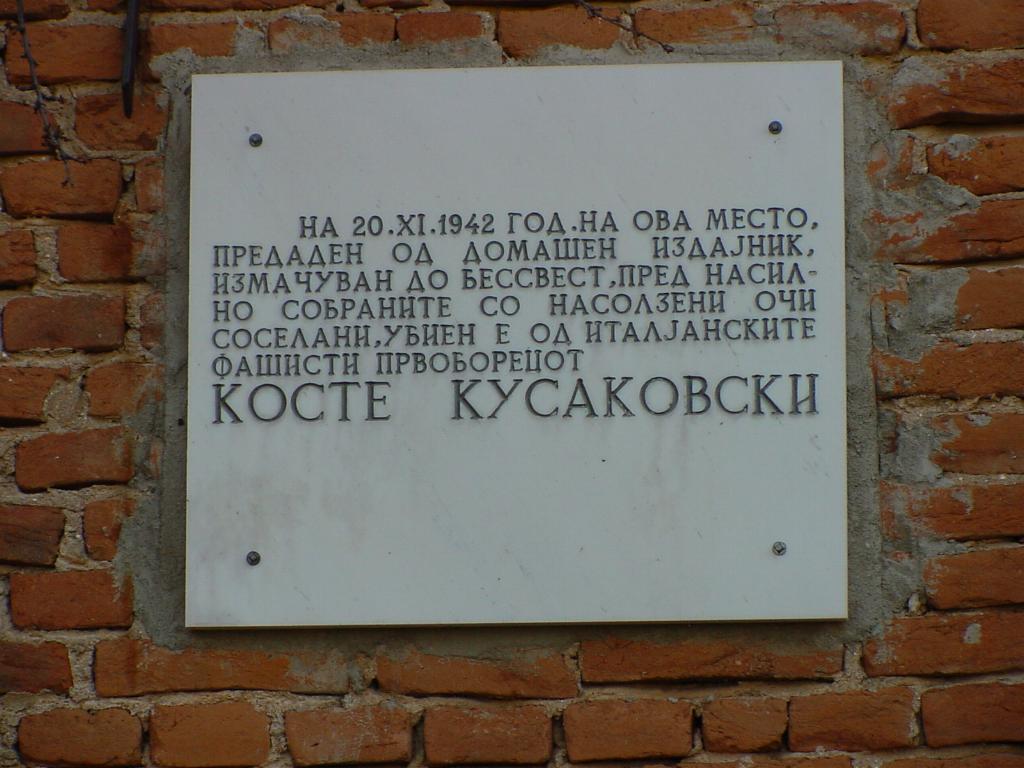 НА 20.XI.1942 ГОД.НА ОВА МЕСТО,
ПРЕДАДЕН ОД ДОМАШЕН ИЗДАЈНИК,
ИЗМАЧУВАН ДО БЕССВЕСТ,ПРЕД НАСИЛ-
НО СОБРАНИТЕ СО НАСОЛЗЕНИ ОЧИ
СОСЕЛАНИ,УБИЕН Е ОД ИТАЛЈАНСКИТЕ
ФАШИСТИ ПРВОБОРЕЦОТ
КОСТЕ КУСАКОВСКИ